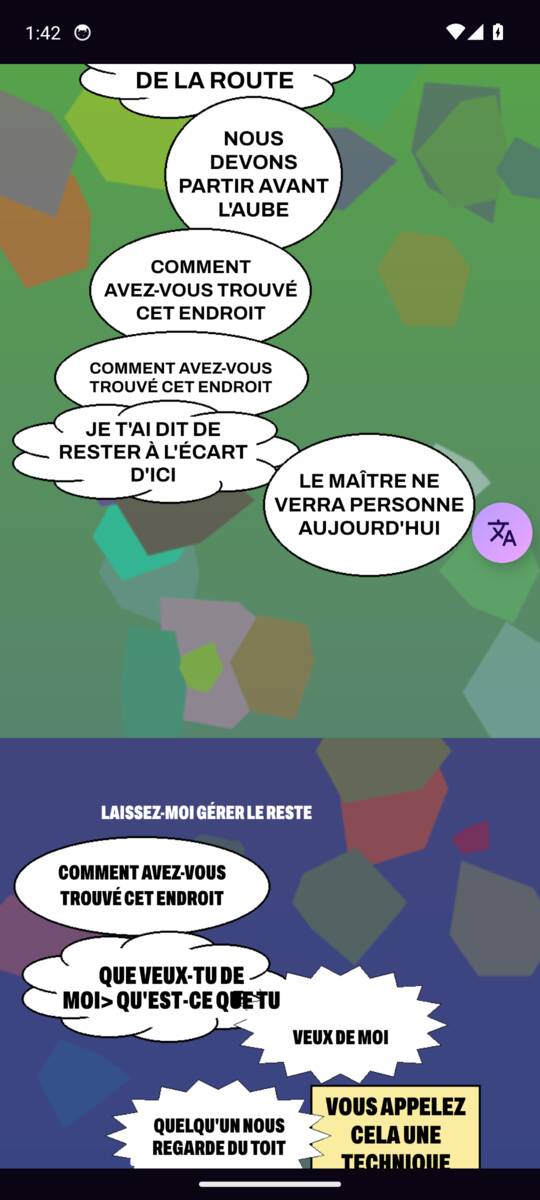 1:42
DE LA ROUTE
NOUS
DEVONS
PARTIR AVANT
L'AUBE
COMMENT
AVEZ-VOUS TROUVÉ
CET ENDROIT
COMMENT AVEZ-VOUS
TROUVÉ CET ENDROIT
JE T'AI DIT DE
RESTER À L'ÉCART
D'ICI
LE MAÎTRE NE
VERRA PERSONNE
AUJOURD'HUI
LAISSEZ-MOI GÉRER LE RESTE
COMMENT AVEZ-VOUS
TROUVÉ CET ENDROIT
QUE VEUX-TU DE
MOI> QU'EST-CE QUE TU
VEUX DE MOI
QUELQU'UN NOUS
REGARDE DU TOIT
VOUS APPELEZ
CELA UNE
TECHNIQUE